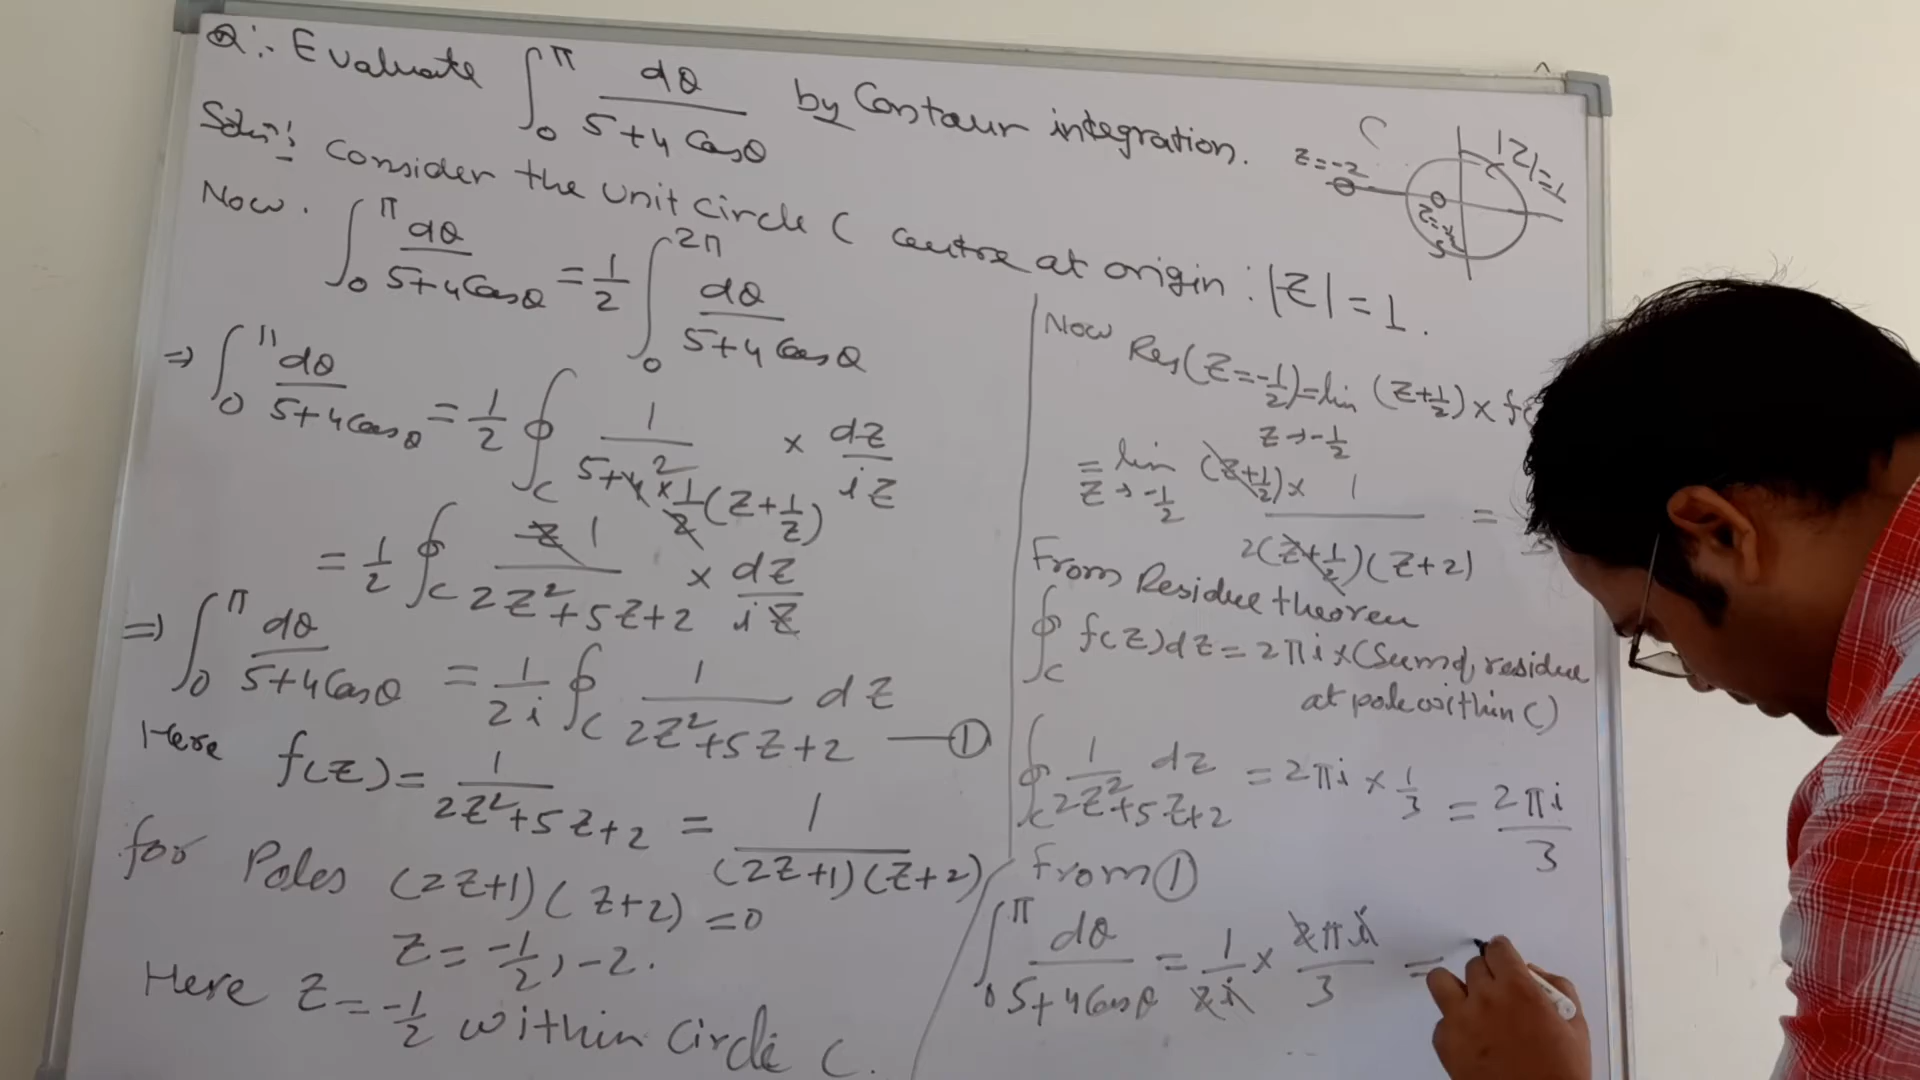 Q:- Evaluate ∫₀^π dθ/(5+4Cosθ) by Contour integration.
Soln: Consider the unit circle C centre at origin : |Z| = 1.
Now. ∫₀^π dθ/(5+4Cosθ) = 1/2 ∫₀^2π dθ/(5+4Cosθ)
⇒ ∫₀^π dθ/(5+4Cosθ) = 1/2 ∮_C 1/(5+4×1/2(Z+1/Z)) × dZ/iZ
= 1/2 ∮_C Z 1/(2Z²+5Z+2) × dZ/iZ
⇒ ∫₀^π dθ/(5+4Cosθ) = 1/2i ∮_C 1/(2Z²+5Z+2) dZ —①
Here f(Z) = 1/(2Z²+5Z+2) = 1/((2Z+1)(Z+2))
for Poles (2Z+1)(Z+2) = 0
Z = -1/2, -2.
Here Z = -1/2 within Circle C.
|Z|=1
Z=-2
C
Now Res(Z=-1/2) = lim Z→-1/2 (Z+1/2) × f(
= lim Z→-1/2 (Z+1/2) × 1/(2(Z+1/2)(Z+2)) =
From Residue theorem
∮_C f(Z)dZ = 2πi × (Sum of residue
at pole within C)
∮_C 1/(2Z²+5Z+2) dZ = 2πi × 1/3 = 2πi/3
From ①
∫₀^π dθ/(5+4Cosθ) = 1/2i × 2πi/3 =